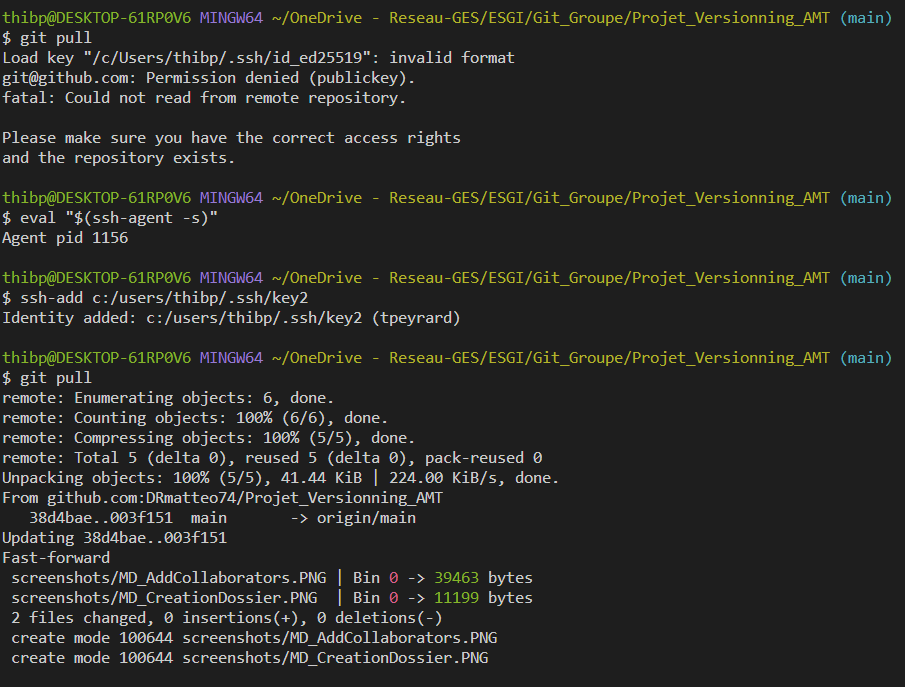 thibp@DESKTOP-61RP0V6 MINGW64 ~/OneDrive - Reseau-GES/ESGI/Git_Groupe/Projet_Versionning_AMT (main)
$ git pull
Load key "/c/Users/thibp/.ssh/id_ed25519": invalid format
git@github.com: Permission denied (publickey).
fatal: Could not read from remote repository.

Please make sure you have the correct access rights
and the repository exists.

thibp@DESKTOP-61RP0V6 MINGW64 ~/OneDrive - Reseau-GES/ESGI/Git_Groupe/Projet_Versionning_AMT (main)
$ eval "$(ssh-agent -s)"
Agent pid 1156

thibp@DESKTOP-61RP0V6 MINGW64 ~/OneDrive - Reseau-GES/ESGI/Git_Groupe/Projet_Versionning_AMT (main)
$ ssh-add c:/users/thibp/.ssh/key2
Identity added: c:/users/thibp/.ssh/key2 (tpeyrard)

thibp@DESKTOP-61RP0V6 MINGW64 ~/OneDrive - Reseau-GES/ESGI/Git_Groupe/Projet_Versionning_AMT (main)
$ git pull
remote: Enumerating objects: 6, done.
remote: Counting objects: 100% (6/6), done.
remote: Compressing objects: 100% (5/5), done.
remote: Total 5 (delta 0), reused 5 (delta 0), pack-reused 0
Unpacking objects: 100% (5/5), 41.44 KiB | 224.00 KiB/s, done.
From github.com:DRmatteo74/Projet_Versionning_AMT
   38d4bae..003f151  main       -> origin/main
Updating 38d4bae..003f151
Fast-forward
 screenshots/MD_AddCollaborators.PNG | Bin 0 -> 39463 bytes
 screenshots/MD_CreationDossier.PNG  | Bin 0 -> 11199 bytes
 2 files changed, 0 insertions(+), 0 deletions(-)
 create mode 100644 screenshots/MD_AddCollaborators.PNG
 create mode 100644 screenshots/MD_CreationDossier.PNG